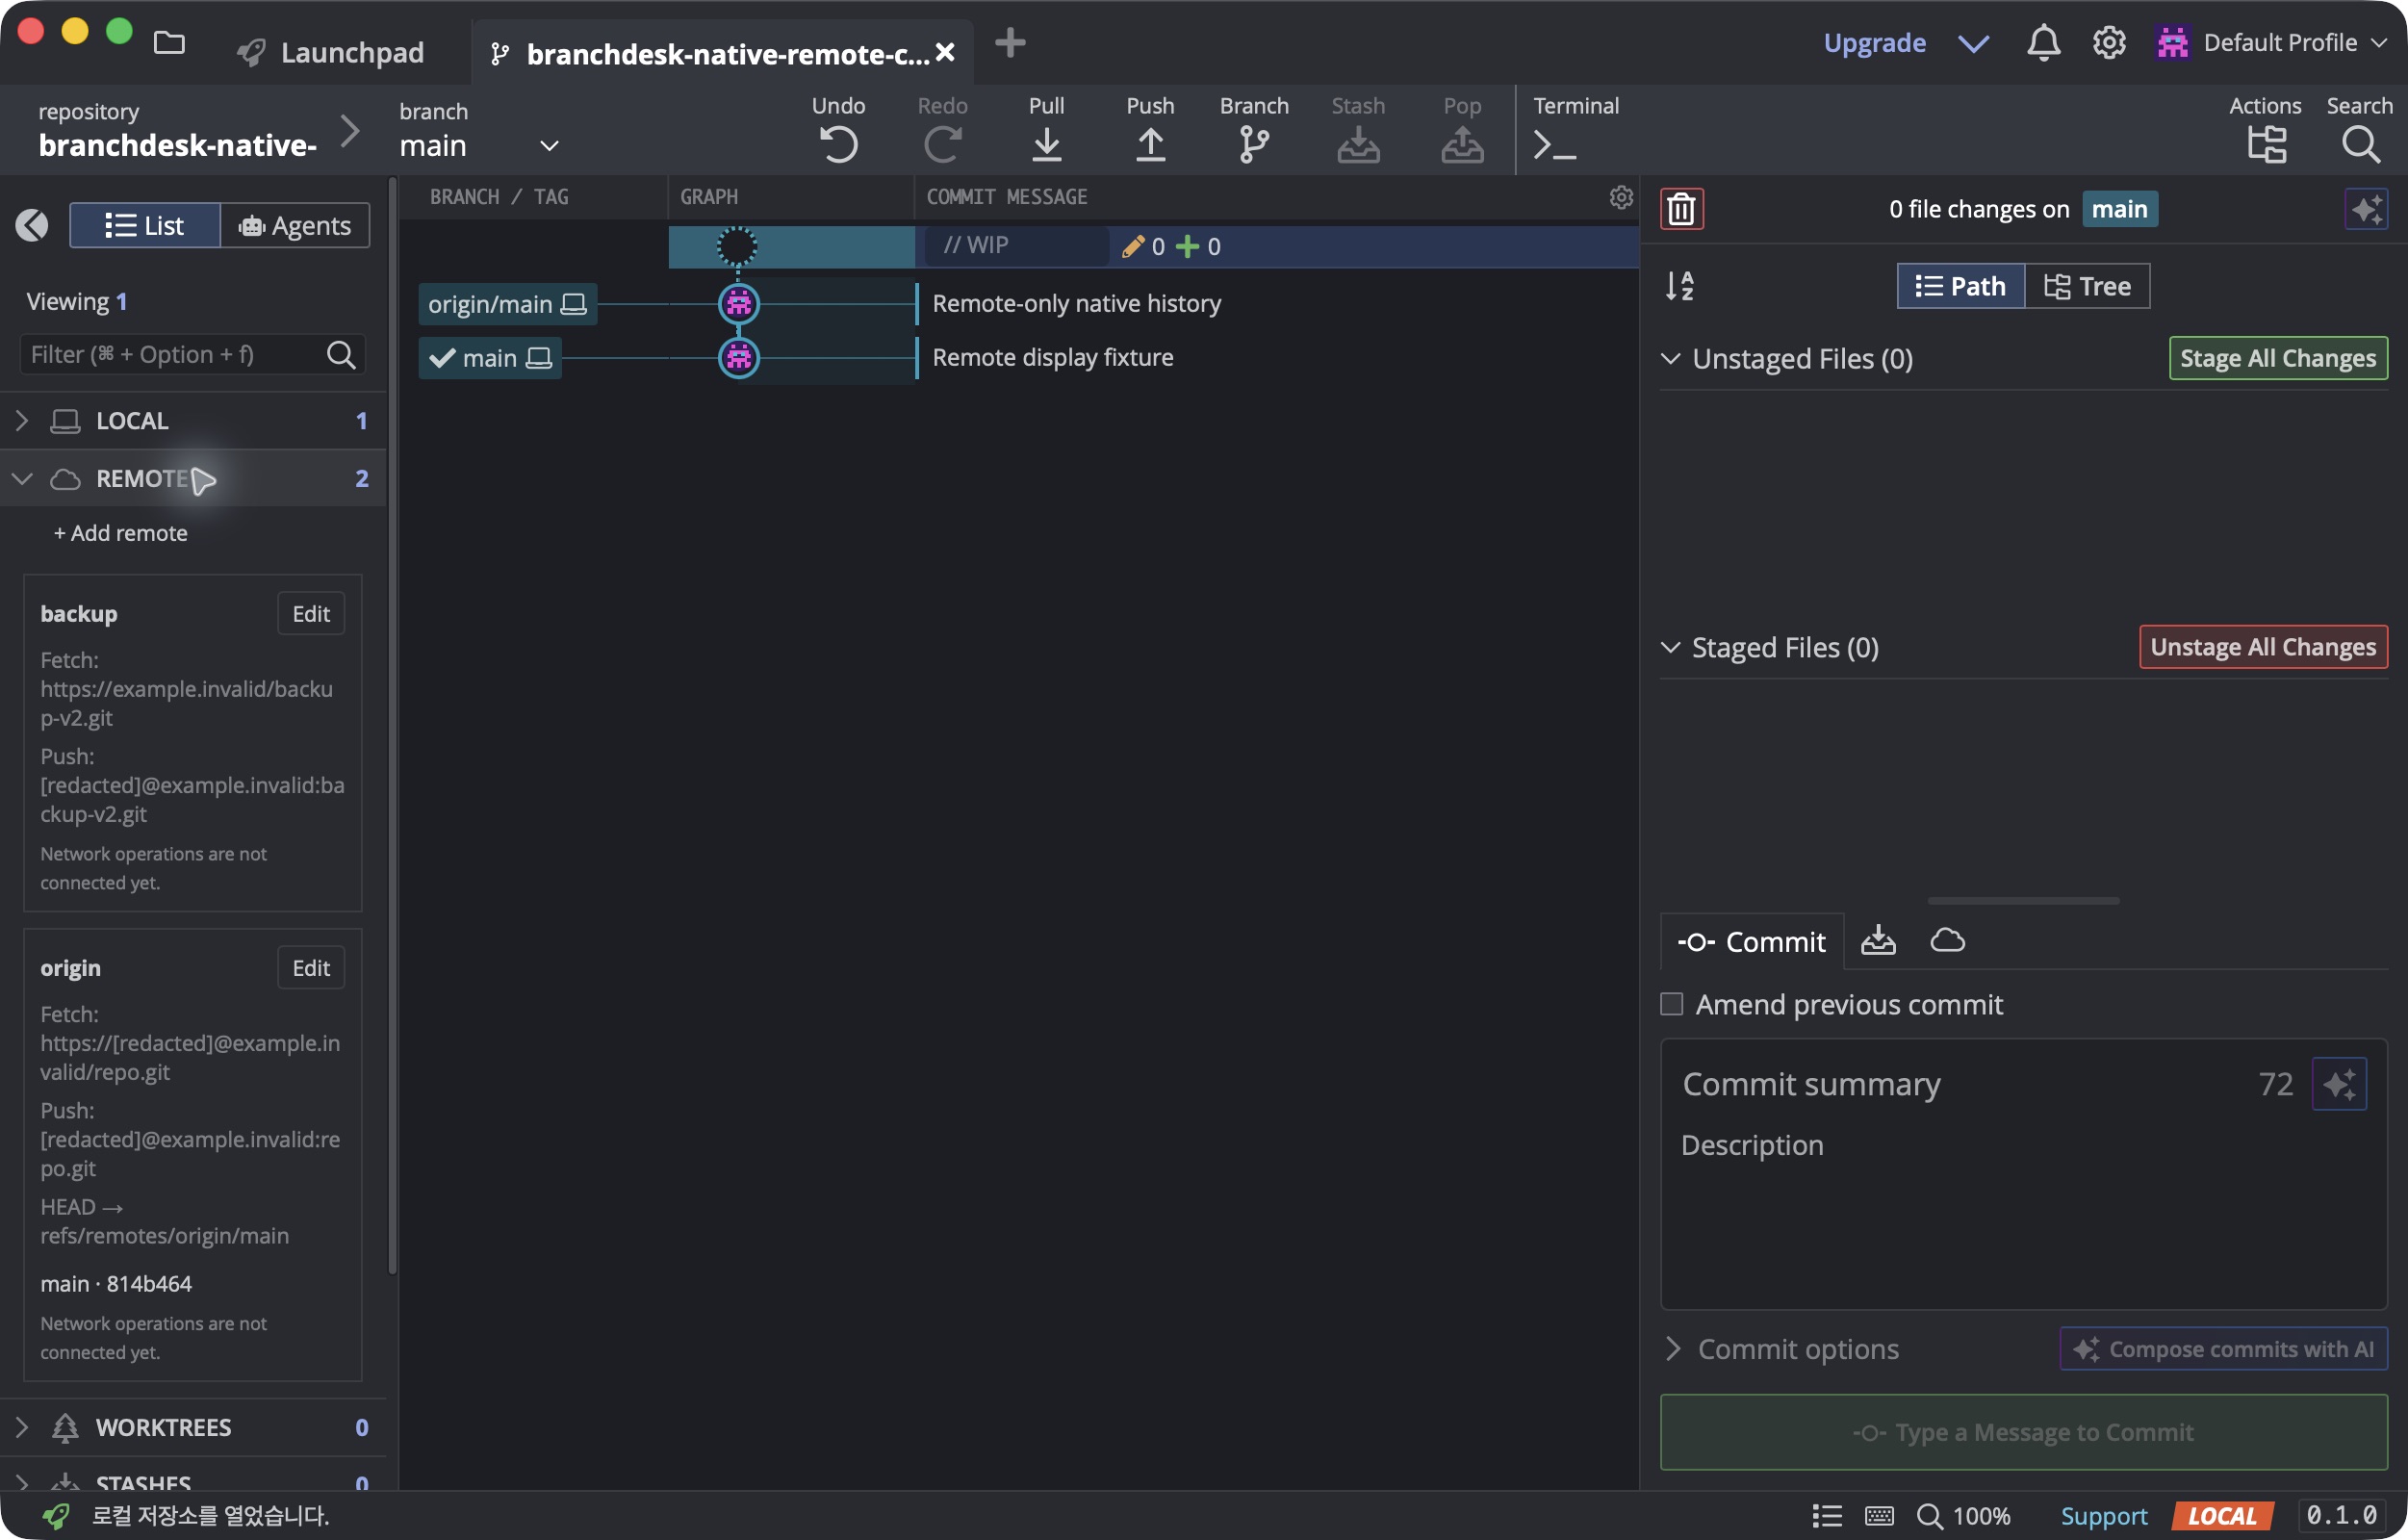 Launchpad
branchdesk-native-remote-c...
Upgrade
Default Profile
repository
branchdesk-native-
branch
main
Undo
Redo
Pull
Push
Branch
Stash
Pop
Terminal
Actions
Search
List
Agents
Viewing 1
Filter (⌘ + Option + f)
LOCAL 1
REMOTE 2
+ Add remote
backup
Edit
Fetch:
https://example.invalid/backu
p-v2.git
Push:
[redacted]@example.invalid:ba
ckup-v2.git
Network operations are not
connected yet.
origin
Edit
Fetch:
https://[redacted]@example.in
valid/repo.git
Push:
[redacted]@example.invalid:re
po.git
HEAD →
refs/remotes/origin/main
main · 814b464
Network operations are not
connected yet.
WORKTREES 0
STASHES 0
BRANCH / TAG
GRAPH
COMMIT MESSAGE
// WIP
0
0
origin/main
Remote-only native history
main
Remote display fixture
0 file changes on main
Path
Tree
Unstaged Files (0)
Stage All Changes
Staged Files (0)
Unstage All Changes
Commit
Amend previous commit
Commit summary
72
Description
Commit options
Compose commits with AI
Type a Message to Commit
로컬 저장소를 열었습니다.
100%
Support
LOCAL
0.1.0